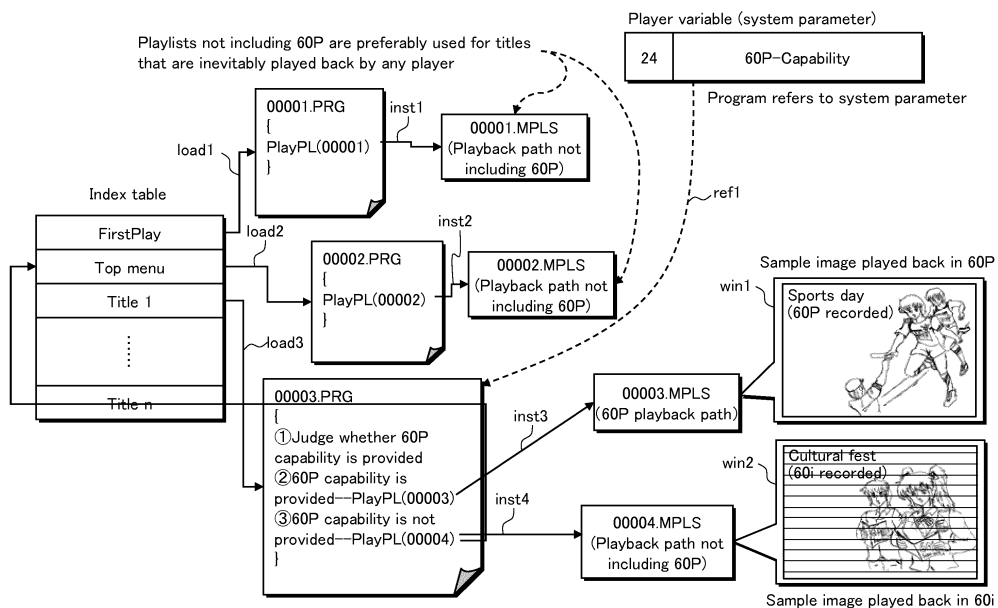 Player variable (system parameter)
Playlists not including 60P are preferably used for titles
that are inevitably played back by any player
24
60P-Capability
Program refers to system parameter
00001.PRG
{
PlayPL(00001)
}
inst1
00001.MPLS
(Playback path not
including 60P)
load1
ref1
Index table
FirstPlay
Top menu
Title 1
Title n
load2
00002.PRG
{
PlayPL(00002)
}
inst2
00002.MPLS
(Playback path not
including 60P)
Sample image played back in 60P
win1
Sports day
(60P recorded)
load3
00003.PRG
{
①Judge whether 60P
capability is provided
②60P capability is
provided--PlayPL(00003)
③60P capability is not
provided--PlayPL(00004)
}
inst3
00003.MPLS
(60P playback path)
inst4
00004.MPLS
(Playback path not
including 60P)
win2
Cultural fest
(60i recorded)
Sample image played back in 60i